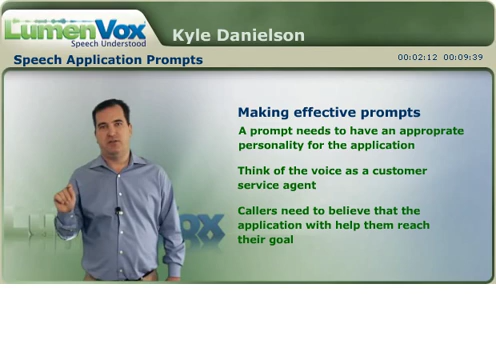 LumenVox
Speech Understood
Kyle Danielson
Speech Application Prompts
00:02:12 00:09:39
Making effective prompts
A prompt needs to have an approprate
personality for the application
Think of the voice as a customer
service agent
Callers need to believe that the
application with help them reach
their goal